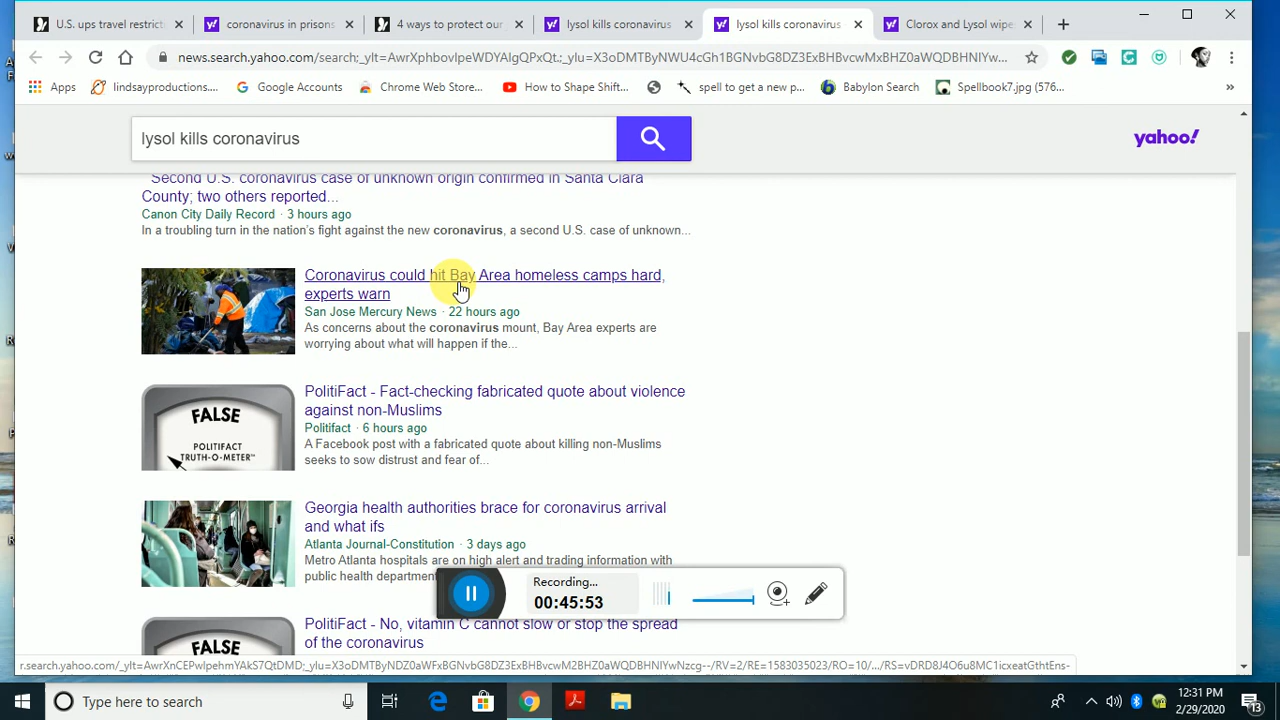 U.S. ups travel restrict
coronavirus in prisons
4 ways to protect our
lysol kills coronavirus
lysol kills coronavirus
Clorox and Lysol wipe
news.search.yahoo.com/search;_ylt=AwrXpphbovlpeWDYAIgQPxQt;_ylu=X3oDMTByNWU4cGh1BGNvbG8DZ3ExBHBvcwMxBHZ0aWQDBHNlYw...
Apps
lindsayproductions....
Google Accounts
Chrome Web Store...
How to Shape Shift...
spell to get a new p...
Babylon Search
Spellbook7.jpg (576...
»
lysol kills coronavirus
yahoo!
Second U.S. coronavirus case of unknown origin confirmed in Santa Clara
County; two others reported...
Canon City Daily Record · 3 hours ago
In a troubling turn in the nation's fight against the new coronavirus, a second U.S. case of unknown...
Coronavirus could hit Bay Area homeless camps hard,
experts warn
San Jose Mercury News · 22 hours ago
As concerns about the coronavirus mount, Bay Area experts are
worrying about what will happen if the...
FALSE
POLITIFACT
TRUTH-O-METER™
PolitiFact - Fact-checking fabricated quote about violence
against non-Muslims
Politifact · 6 hours ago
A Facebook post with a fabricated quote about killing non-Muslims
seeks to sow distrust and fear of...
Georgia health authorities brace for coronavirus arrival
and what ifs
Atlanta Journal-Constitution · 3 days ago
Metro Atlanta hospitals are on high alert and trading information with
public health department
Recording...
00:45:53
FALSE
PolitiFact - No, vitamin C cannot slow or stop the spread
of the coronavirus
Type here to search
12:31 PM
2/29/2020
13